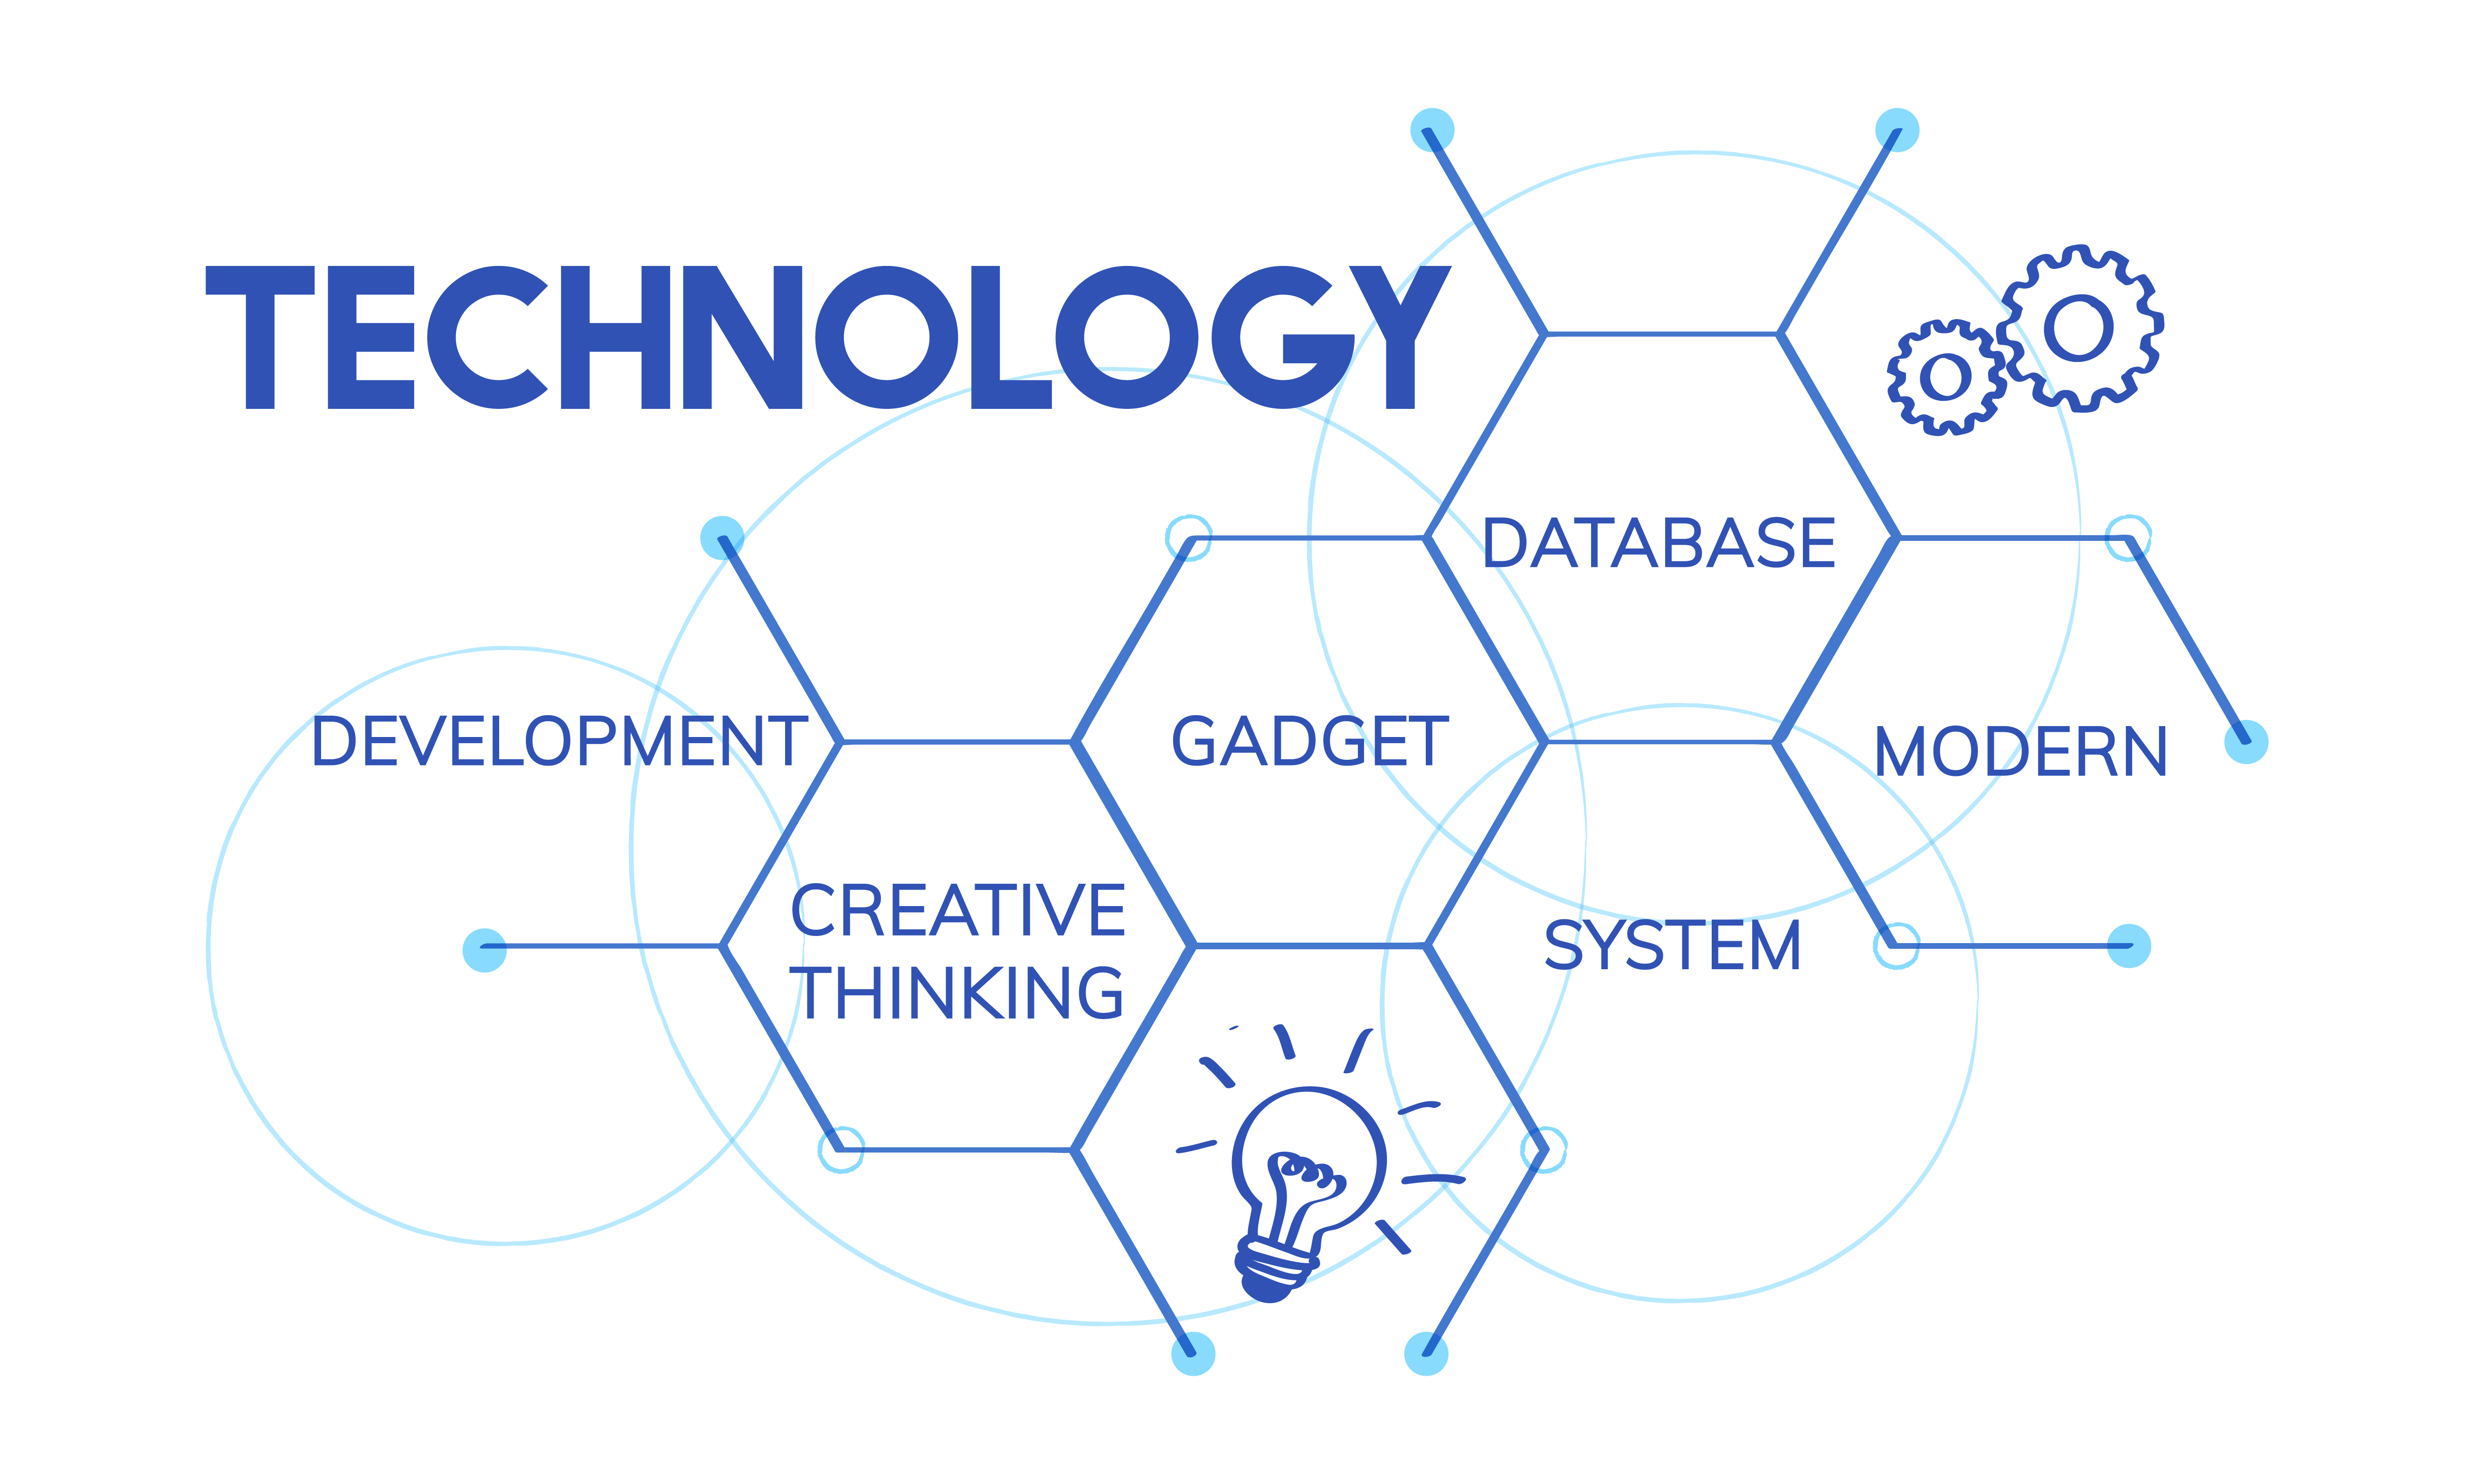 TECHNOLOGY
DATABASE
DEVELOPMENT
GADGET
MODERN
CREATIVE
THINKING
SYSTEM